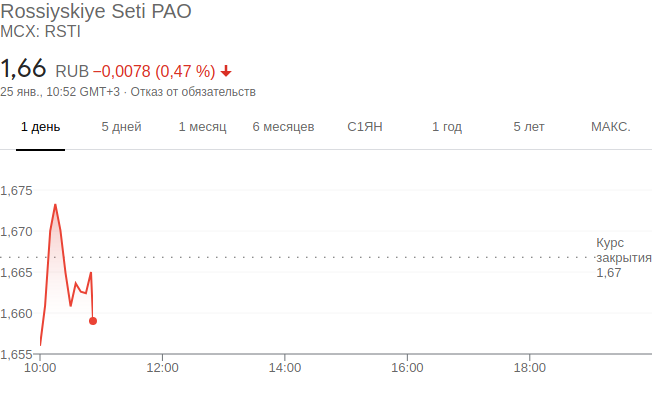 Rossiyskiye Seti PAO
MCX: RSTI
1,66 RUB −0,0078 (0,47 %) ↓
25 янв., 10:52 GMT+3 · Отказ от обязательств
1 день 5 дней 1 месяц 6 месяцев С1ЯН 1 год 5 лет МАКС.
1,675
1,670
1,665
1,660
1,655
Курс
закрытия
1,67
10:00 12:00 14:00 16:00 18:00